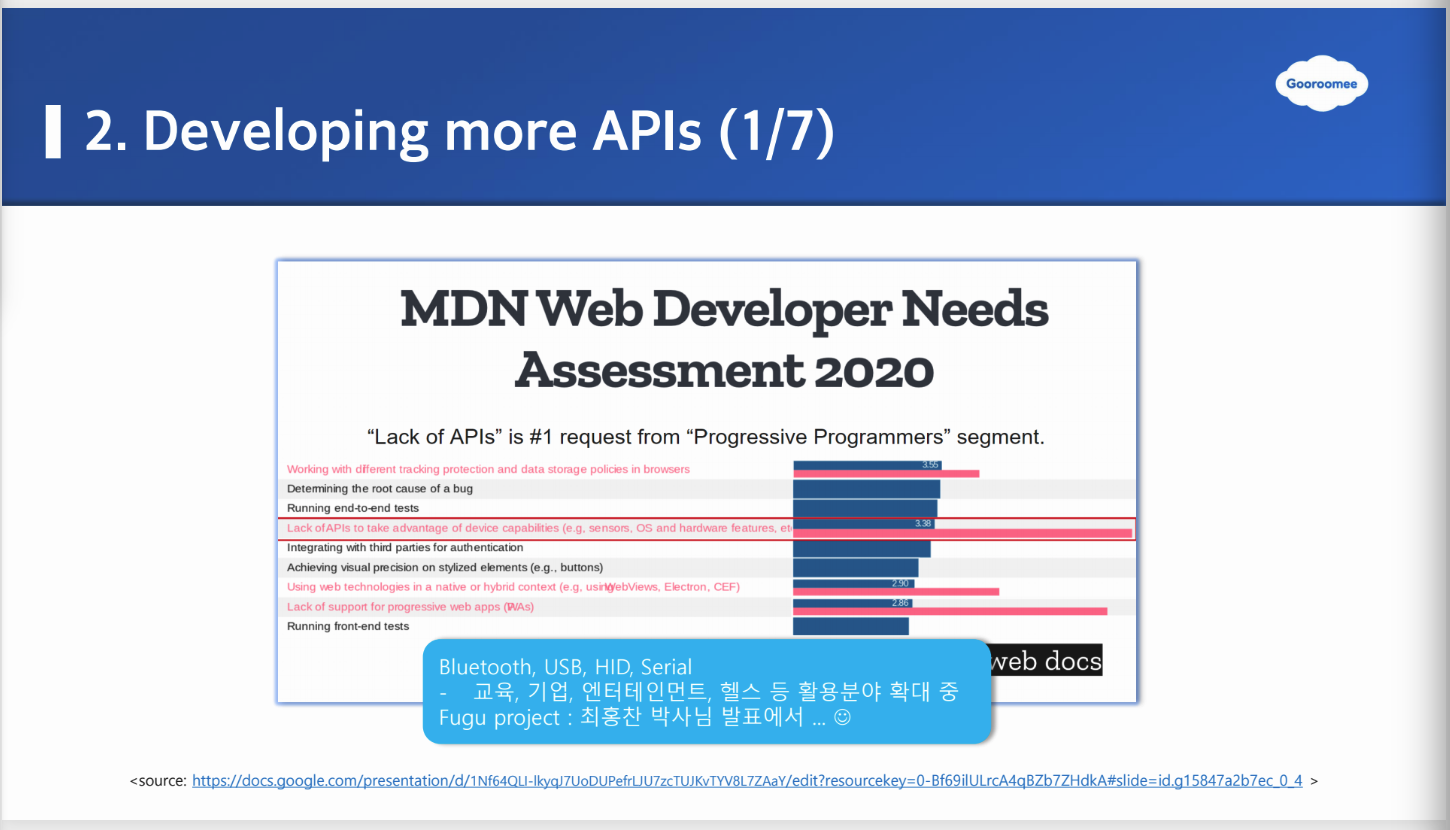 Gooroomee
2. Developing more APIs (1/7)
MDN Web Developer Needs
Assessment 2020
“Lack of APIs” is #1 request from “Progressive Programmers” segment.
Working with different tracking protection and data storage policies in browsers 3.55
Determining the root cause of a bug
Running end-to-end tests
Lack of APIs to take advantage of device capabilities (e.g, sensors, OS and hardware features, etc 3.38
Integrating with third parties for authentication
Achieving visual precision on stylized elements (e.g., buttons)
Using web technologies in a native or hybrid context (e.g, using WebViews, Electron, CEF) 2.90
Lack of support for progressive web apps (PWAs) 2.86
Running front-end tests
web docs
Bluetooth, USB, HID, Serial
- 교육, 기업, 엔터테인먼트, 헬스 등 활용분야 확대 중
Fugu project : 최홍찬 박사님 발표에서 ... ☺
<source: https://docs.google.com/presentation/d/1Nf64QLI-lkyqJ7UoDUPefrLJU7zcTUJKvTYV8L7ZAaY/edit?resourcekey=0-Bf69ilULrcA4qBZb7ZHdkA#slide=id.g15847a2b7ec_0_4 >